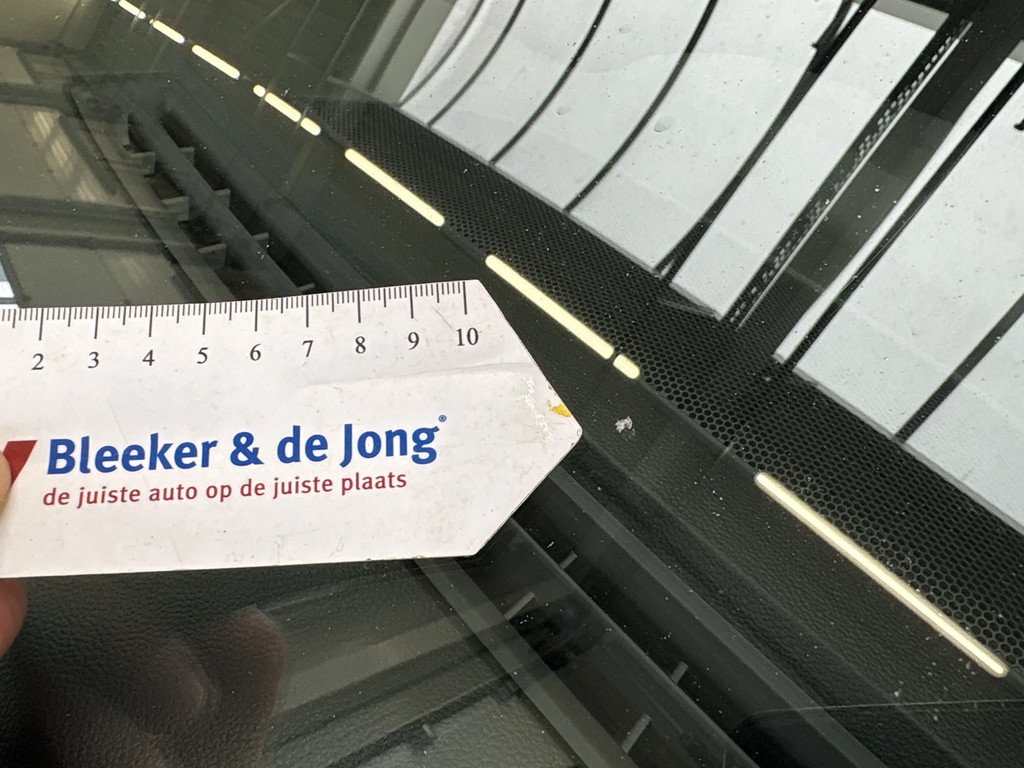 2 3 4 5 6 7 8 9 10
Bleeker & de Jong®
de juiste auto op de juiste plaats